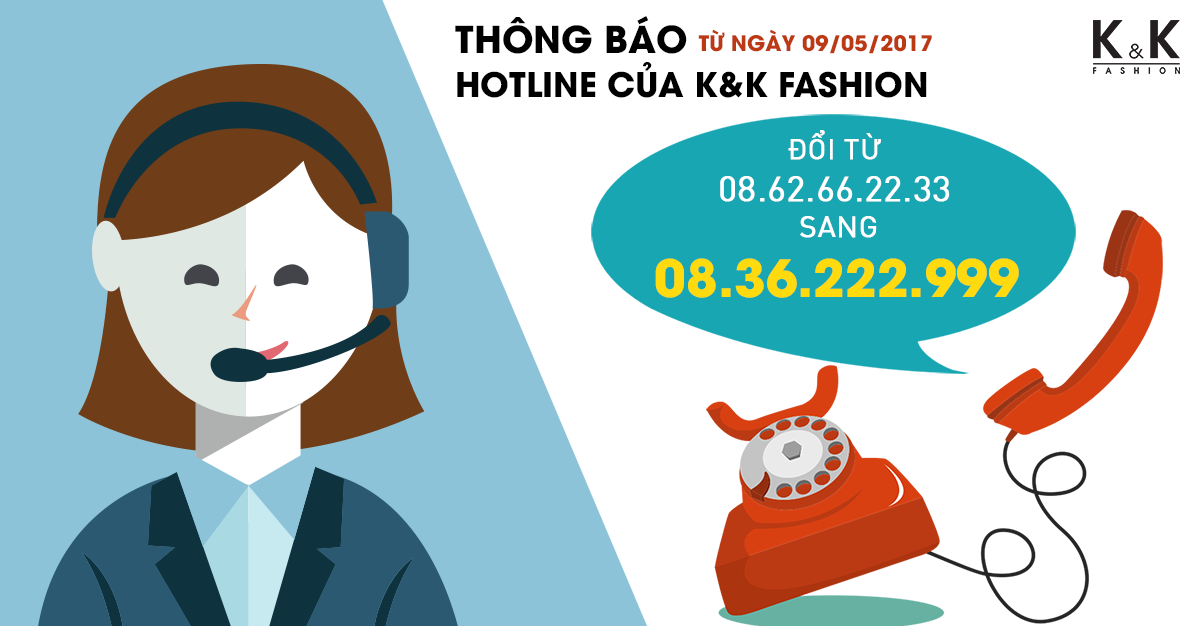 THÔNG BÁO TỪ NGÀY 09/05/2017
HOTLINE CỦA K&K FASHION
K&K
FASHION
ĐỔI TỪ
08.62.66.22.33
SANG
08.36.222.999